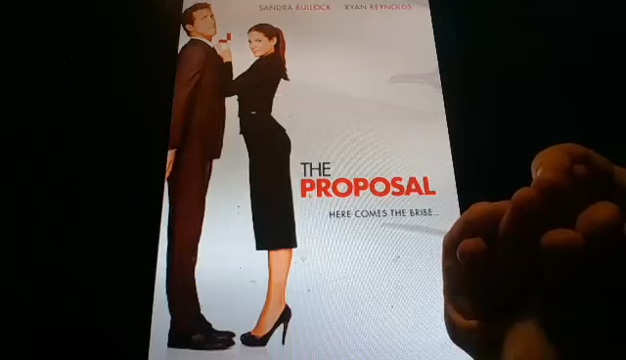 SANDRA BULLOCK RYAN REYNOLDS
THE
PROPOSAL
HERE COMES THE BRIBE...